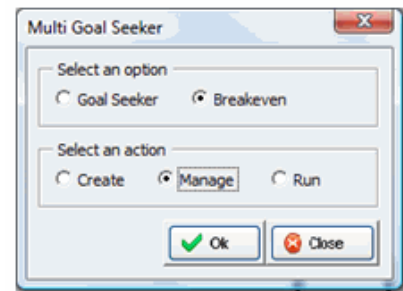 Multi Goal Seeker
Select an option
Goal Seeker Breakeven
Select an action
Create Manage Run
Ok Close